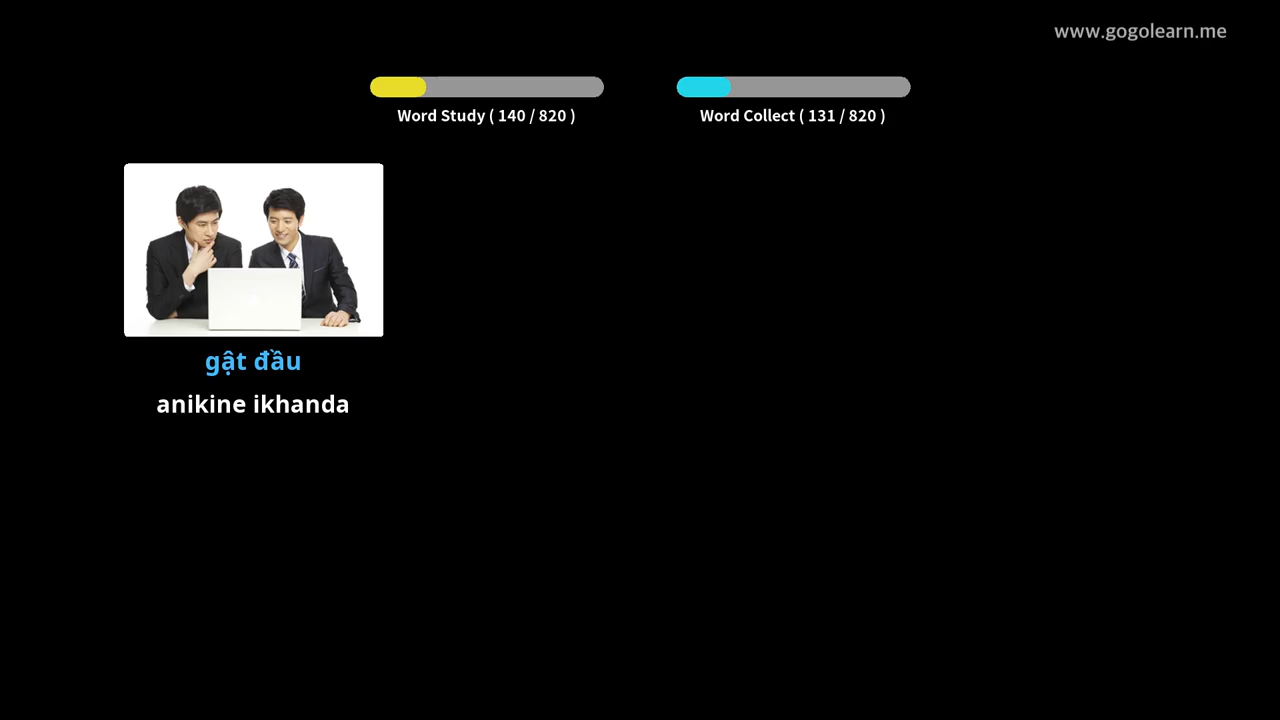 www.gogolearn.me
Word Study ( 140 / 820 )
Word Collect ( 131 / 820 )
gật đầu
anikine ikhanda